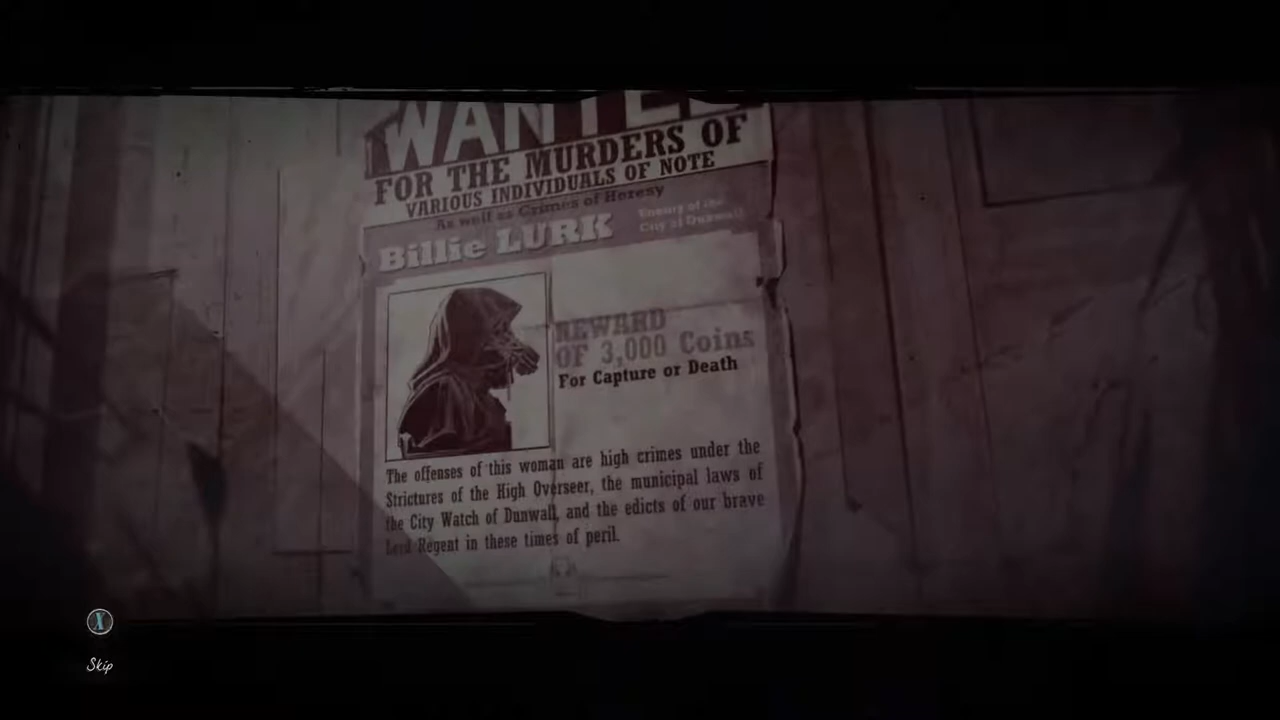 WANTED
FOR THE MURDERS OF
VARIOUS INDIVIDUALS OF NOTE
As well as Crimes of Heresy
Billie LURK
Enemy of the
City of Dunwall
REWARD
OF 3,000 Coins
For Capture or Death
The offenses of this woman are high crimes under the
Strictures of the High Overseer, the municipal laws of
the City Watch of Dunwall, and the edicts of our brave
Lord Regent in these times of peril.
X
Skip